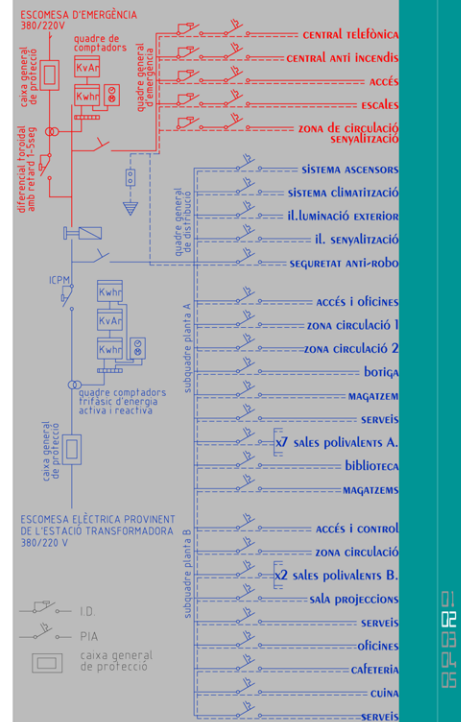 ESCOMESA D'EMERGÈNCIA
380/220V
quadre de
comptadors
KvAr
Kwhr
caixa general
de protecció
quadre general
d'emergència
diferencial toroidal
amb retard 1-5seg
CENTRAL TELEFÒNICA
CENTRAL ANTI INCENDIS
ACCÉS
ESCALES
ZONA DE CIRCULACIÓ
SENYALITZACIÓ
quadre general
de distribució
SISTEMA ASCENSORS
SISTEMA CLIMATITZACIÓ
IL.LUMINACIÓ EXTERIOR
IL. SENYALITZACIÓ
SEGURETAT ANTI-ROBO
ICPM
Kwhr
KvAr
Kwhr
quadre comptadors
trifàsic d'energia
activa i reactiva
caixa general
de protecció
ESCOMESA ELÈCTRICA PROVINENT
DE L'ESTACIÓ TRANSFORMADORA
380/220 V
subquadre planta A
ACCÉS I OFICINES
ZONA CIRCULACIÓ 1
ZONA CIRCULACIÓ 2
BOTIGA
MAGATZEM
SERVEIS
x7 SALES POLIVALENTS A.
BIBLIOTECA
MAGATZEMS
subquadre planta B
ACCÉS I CONTROL
ZONA CIRCULACIÓ
x2 SALES POLIVALENTS B.
SALA PROJECCIONS
SERVEIS
OFICINES
CAFETERIA
CUINA
SERVEIS
I.D.
PIA
caixa general
de protecció
01
02
03
04
05